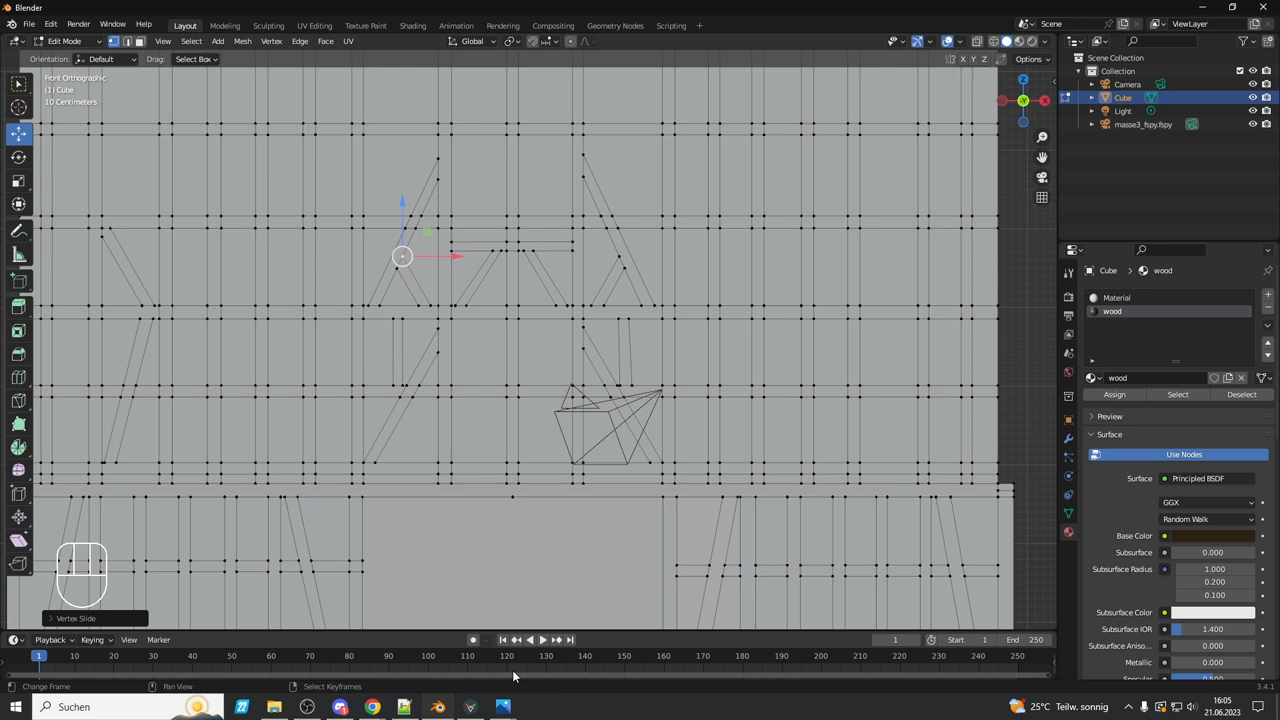 Blender
File Edit Render Window Help Layout Modeling Sculpting UV Editing Texture Paint Shading Animation Rendering Compositing Geometry Nodes Scripting + Scene ViewLayer
Edit Mode View Select Add Mesh Vertex Edge Face UV Global
Orientation: Default Drag: Select Box X Y Z Options
Front Orthographic
(1) Cube
10 Centimeters
Z
Y
X
Scene Collection
Collection
Camera
Cube
Light
masse3_fspy.fspy
Cube > wood
Material
wood
wood
Assign Select Deselect
Preview
Surface
Use Nodes
Surface Principled BSDF
GGX
Random Walk
Base Color
Subsurface 0.000
Subsurface Radius 1.000
0.200
0.100
Subsurface Color
Subsurface IOR 1.400
Subsurface Aniso... 0.000
Metallic 0.000
Specular 0.500
> Vertex Slide
Playback Keying View Marker 1 Start 1 End 250
1 10 20 30 40 50 60 70 80 90 100 110 120 130 140 150 160 170 180 190 200 210 220 230 240 250
Change Frame Pan View Select Keyframes 3.4.1
Suchen 25°C Teilw. sonnig 16:05
21.06.2023